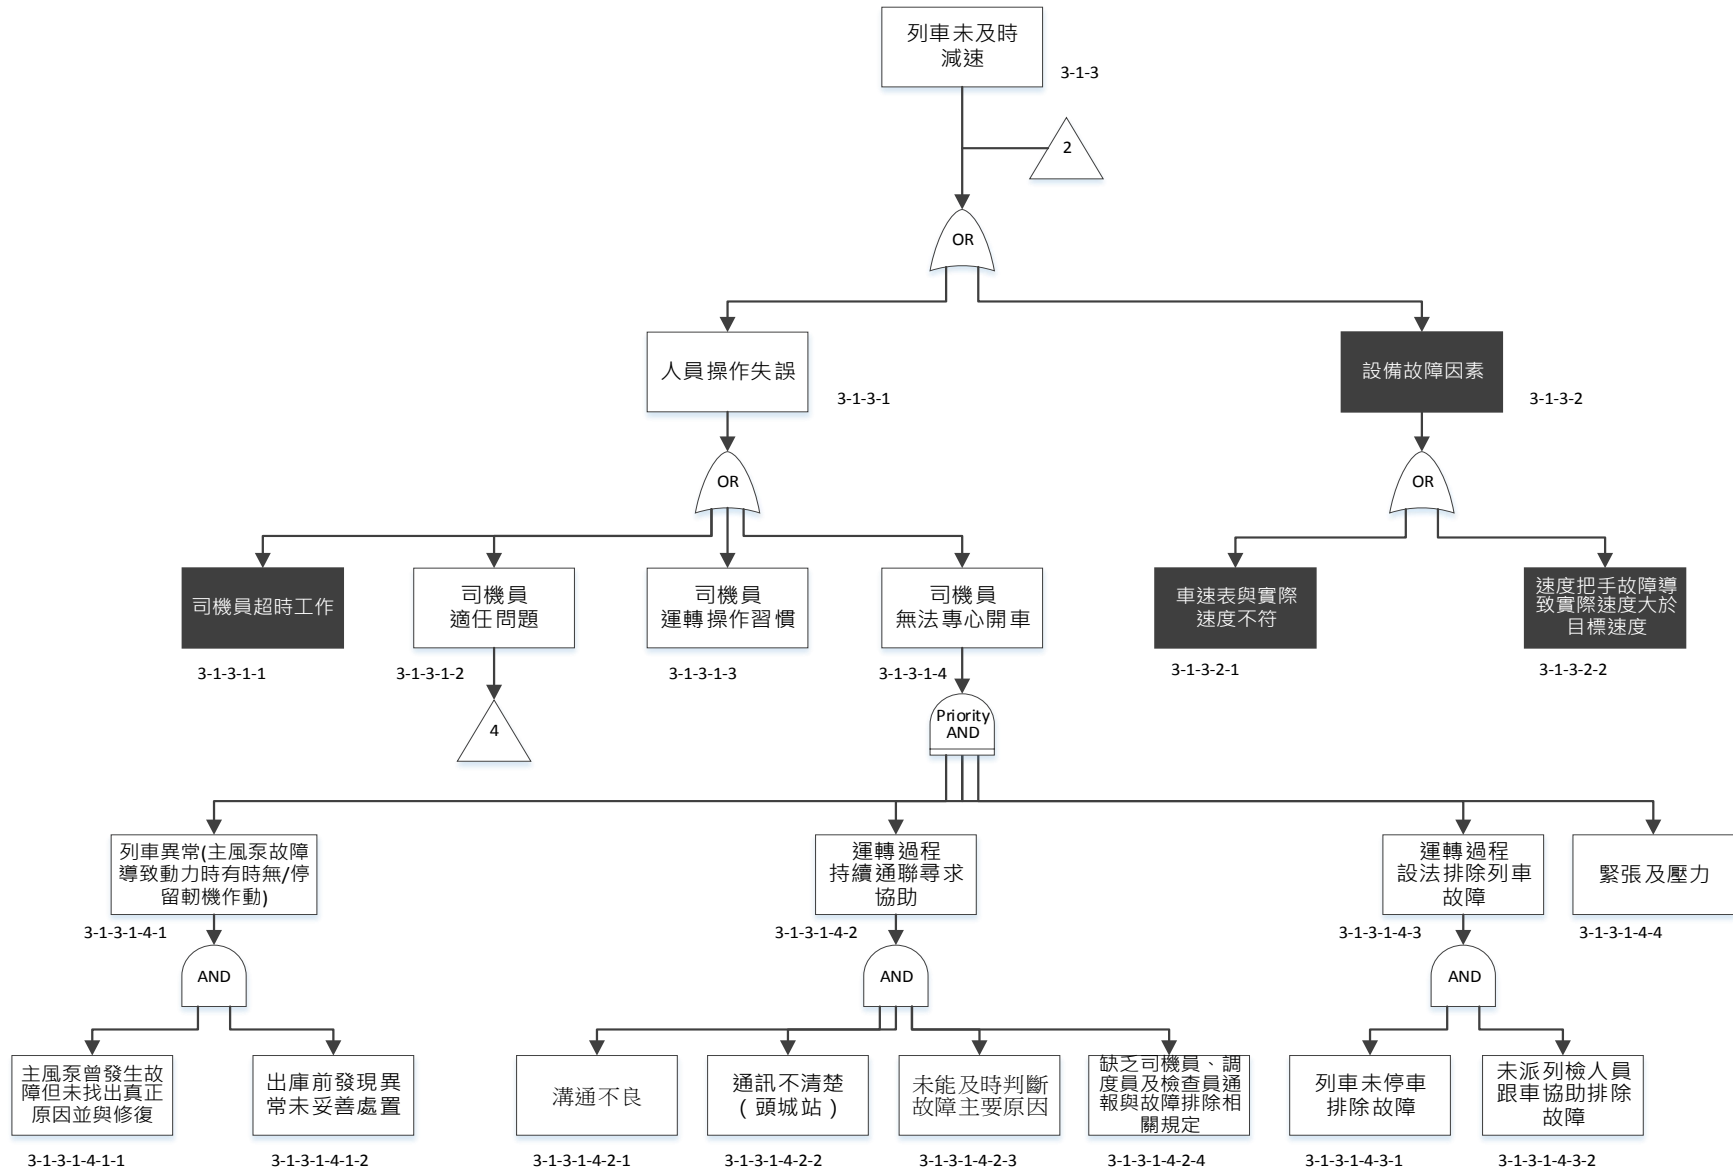 列車未及時
減速
3-1-3
2
OR
人員操作失誤
3-1-3-1
設備故障因素
3-1-3-2
OR
OR
司機員超時工作
3-1-3-1-1
司機員
適任問題
3-1-3-1-2
司機員
運轉操作習慣
3-1-3-1-3
司機員
無法專心開車
3-1-3-1-4
車速表與實際
速度不符
3-1-3-2-1
速度把手故障導
致實際速度大於
目標速度
3-1-3-2-2
4
Priority
AND
列車異常(主風泵故障
導致動力時有時無/停
留軔機作動)
3-1-3-1-4-1
運轉過程
持續通聯尋求
協助
3-1-3-1-4-2
運轉過程
設法排除列車
故障
3-1-3-1-4-3
緊張及壓力
3-1-3-1-4-4
AND
AND
AND
主風泵曾發生故
障但未找出真正
原因並與修復
3-1-3-1-4-1-1
出庫前發現異
常未妥善處置
3-1-3-1-4-1-2
溝通不良
3-1-3-1-4-2-1
通訊不清楚
(頭城站)
3-1-3-1-4-2-2
未能及時判斷
故障主要原因
3-1-3-1-4-2-3
缺乏司機員、調
度員及檢查員通
報與故障排除相
關規定
3-1-3-1-4-2-4
列車未停車
排除故障
3-1-3-1-4-3-1
未派列檢人員
跟車協助排除
故障
3-1-3-1-4-3-2